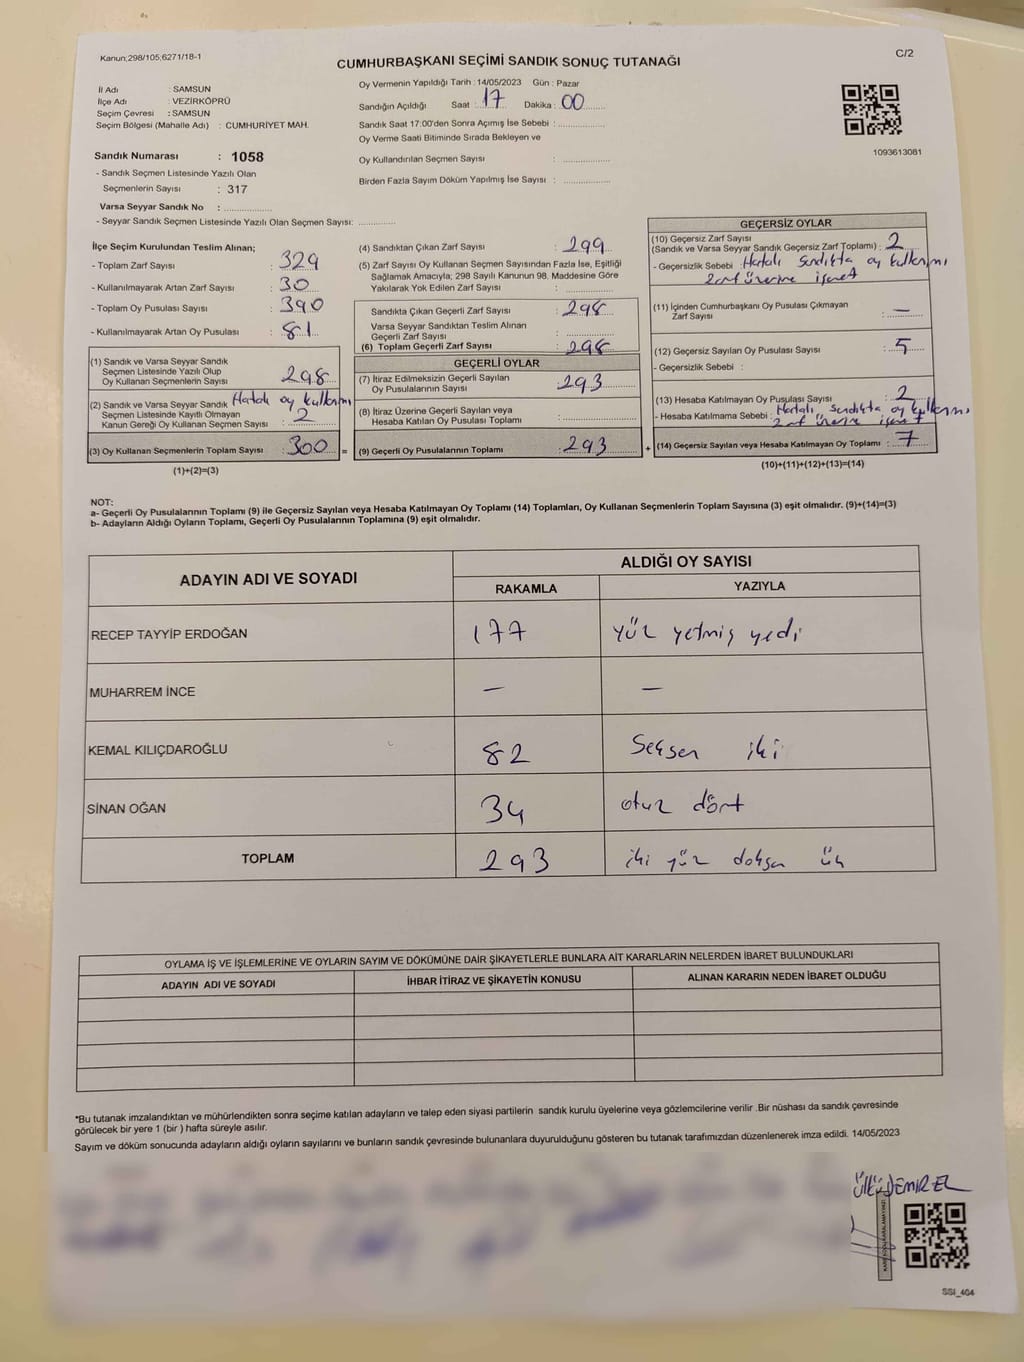 Kanun;298/105;6271/18-1
C/2
CUMHURBAŞKANI SEÇİMİ SANDIK SONUÇ TUTANAĞI
İl Adı : SAMSUN
İlçe Adı : VEZİRKÖPRÜ
Seçim Çevresi : SAMSUN
Seçim Bölgesi (Mahalle Adı) : CUMHURİYET MAH.
Sandık Numarası : 1058
- Sandık Seçmen Listesinde Yazılı Olan
Seçmenlerin Sayısı : 317
Varsa Seyyar Sandık No :
- Seyyar Sandık Seçmen Listesinde Yazılı Olan Seçmen Sayısı:
Oy Vermenin Yapıldığı Tarih : 14/05/2023 Gün : Pazar
Sandığın Açıldığı Saat : 17 Dakika : 00
Sandık Saat 17:00'den Sonra Açımış İse Sebebi :
Oy Verme Saati Bitiminde Sırada Bekleyen ve
Oy Kullandırılan Seçmen Sayısı :
Birden Fazla Sayım Döküm Yapılmış İse Sayısı :
1093613081
İlçe Seçim Kurulundan Teslim Alınan;
- Toplam Zarf Sayısı : 329
- Kullanılmayarak Artan Zarf Sayısı : 30
- Toplam Oy Pusulası Sayısı : 390
- Kullanılmayarak Artan Oy Pusulası : 81
(1) Sandık ve Varsa Seyyar Sandık
Seçmen Listesinde Yazılı Olup
Oy Kullanan Seçmenlerin Sayısı : 298
(2) Sandık ve Varsa Seyyar Sandık Hatalı oy kullanımı
Seçmen Listesinde Kayıtlı Olmayan
Kanun Gereği Oy Kullanan Seçmen Sayısı : 2
(3) Oy Kullanan Seçmenlerin Toplam Sayısı : 300 =
(1)+(2)=(3)
(4) Sandıktan Çıkan Zarf Sayısı : 299
(5) Zarf Sayısı Oy Kullanan Seçmen Sayısından Fazla İse, Eşitliği
Sağlamak Amacıyla; 298 Sayılı Kanunun 98. Maddesine Göre
Yakılarak Yok Edilen Zarf Sayısı :
Sandıkta Çıkan Geçerli Zarf Sayısı : 298
Varsa Seyyar Sandıktan Teslim Alınan
Geçerli Zarf Sayısı :
(6) Toplam Geçerli Zarf Sayısı : 298
GEÇERLİ OYLAR
(7) İtiraz Edilmeksizin Geçerli Sayılan
Oy Pusulalarının Sayısı : 293
(8) İtiraz Üzerine Geçerli Sayılan veya
Hesaba Katılan Oy Pusulası Toplamı :
(9) Geçerli Oy Pusulalarının Toplamı : 293 +
GEÇERSİZ OYLAR
(10) Geçersiz Zarf Sayısı
(Sandık ve Varsa Seyyar Sandık Geçersiz Zarf Toplamı) : 2
- Geçersizlik Sebebi : Hatalı sandıkta oy kullanımı
zarf üzerine işaret
(11) İçinden Cumhurbaşkanı Oy Pusulası Çıkmayan
Zarf Sayısı : —
(12) Geçersiz Sayılan Oy Pusulası Sayısı : 5
- Geçersizlik Sebebi :
(13) Hesaba Katılmayan Oy Pusulası Sayısı : 2
- Hesaba Katılmama Sebebi : Hatalı sandıkta oy kullanımı
zarf üzerine işaret
(14) Geçersiz Sayılan veya Hesaba Katılmayan Oy Toplamı : 7
(10)+(11)+(12)+(13)=(14)
NOT:
a- Geçerli Oy Pusulalarının Toplamı (9) ile Geçersiz Sayılan veya Hesaba Katılmayan Oy Toplamı (14) Toplamları, Oy Kullanan Seçmenlerin Toplam Sayısına (3) eşit olmalıdır. (9)+(14)=(3)
b- Adayların Aldığı Oyların Toplamı, Geçerli Oy Pusulalarının Toplamına (9) eşit olmalıdır.
ADAYIN ADI VE SOYADI
ALDIĞI OY SAYISI
RAKAMLA YAZIYLA
RECEP TAYYİP ERDOĞAN 177 yüz yetmiş yedi
MUHARREM İNCE — —
KEMAL KILIÇDAROĞLU 82 Seksen iki
SİNAN OĞAN 34 otuz dört
TOPLAM 293 iki yüz doksan üç
OYLAMA İŞ VE İŞLEMLERİNE VE OYLARIN SAYIM VE DÖKÜMÜNE DAİR ŞİKAYETLERLE BUNLARA AİT KARARLARIN NELERDEN İBARET BULUNDUKLARI
ADAYIN ADI VE SOYADI İHBAR İTİRAZ VE ŞİKAYETİN KONUSU ALINAN KARARIN NEDEN İBARET OLDUĞU
*Bu tutanak imzalandıktan ve mühürlendikten sonra seçime katılan adayların ve talep eden siyasi partilerin sandık kurulu üyelerine veya gözlemcilerine verilir .Bir nüshası da sandık çevresinde
görülecek bir yere 1 (bir ) hafta süreyle asılır.
Sayım ve döküm sonucunda adayların aldığı oyların sayılarını ve bunların sandık çevresinde bulunanlara duyurulduğunu gösteren bu tutanak tarafımızdan düzenlenerek imza edildi. 14/05/2023
ÜLKÜ DEMİREL
SSI_4G4